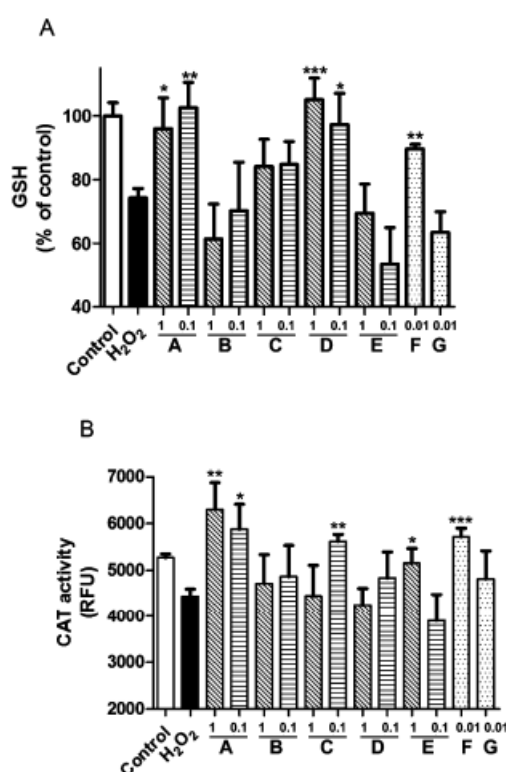 A
GSH
(% of control)
100
80
60
40
* ** *** * **
Control H₂O₂ 1 0.1 1 0.1 1 0.1 1 0.1 1 0.1 0.01 0.01
A B C D E F G
B
CAT activity
(RFU)
7000
6000
5000
4000
3000
2000
** * ** * ***
Control H₂O₂ 1 0.1 1 0.1 1 0.1 1 0.1 1 0.1 0.01 0.01
A B C D E F G